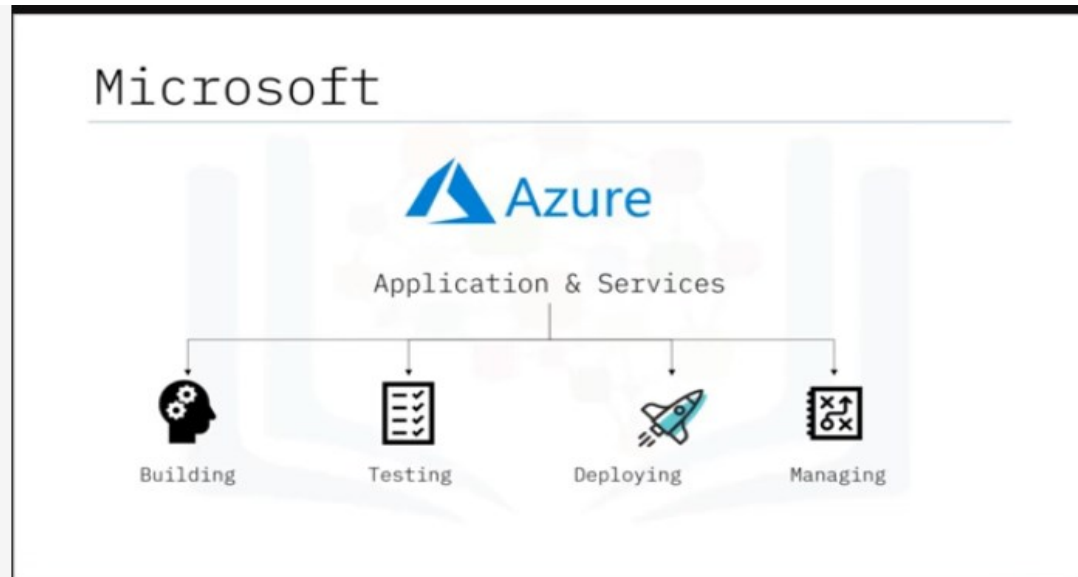 Microsoft
Azure
Application & Services
Building Testing Deploying Managing